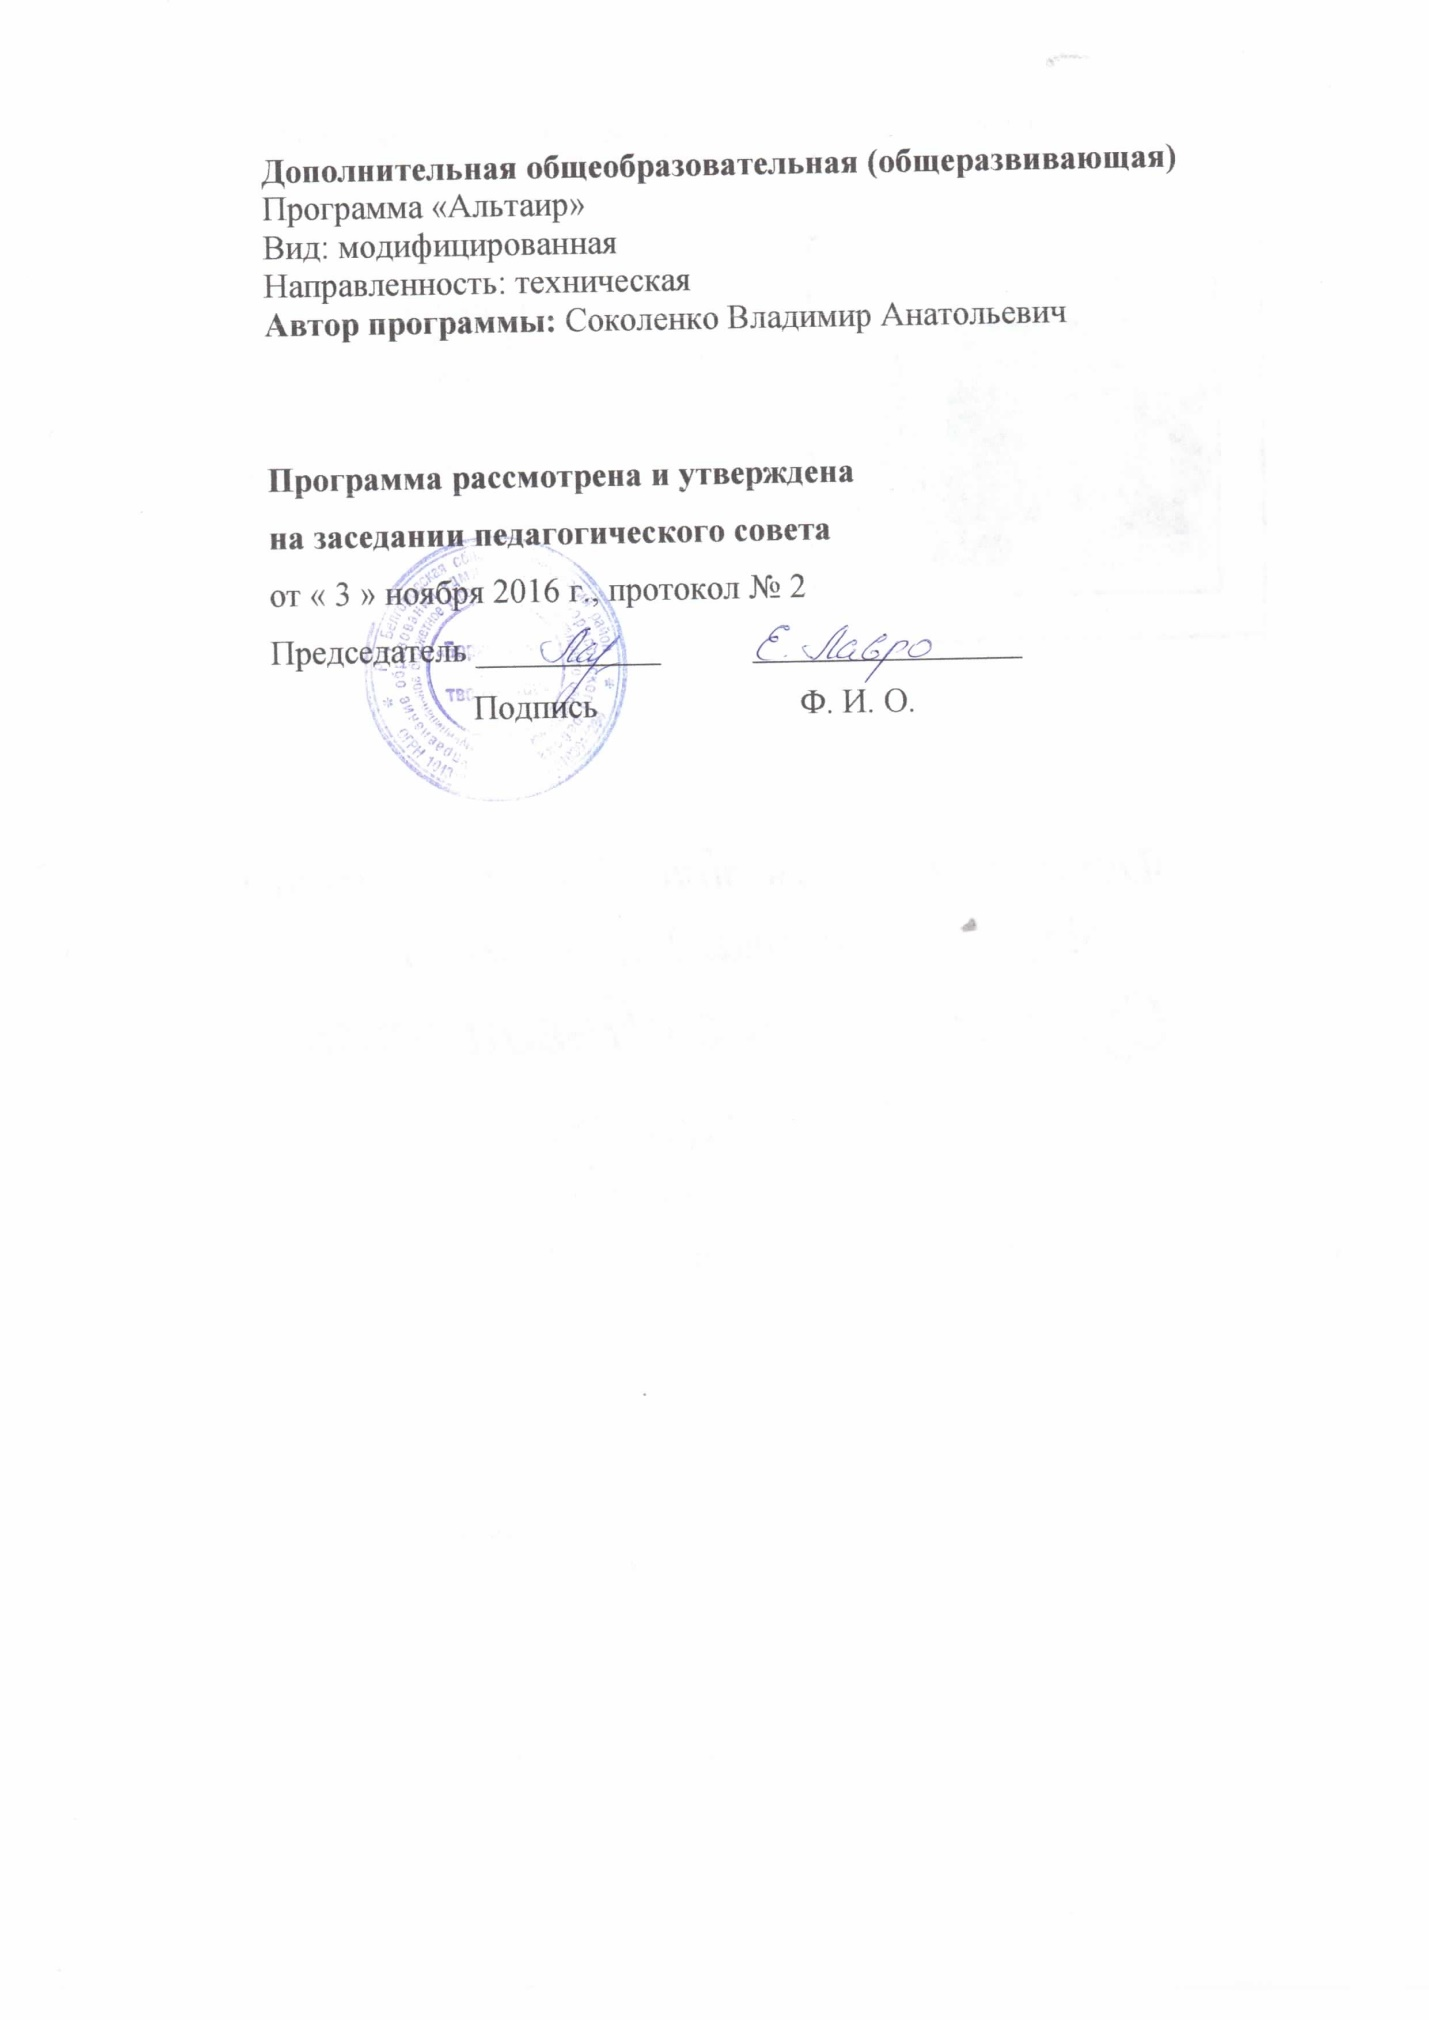 Дополнительная общеобразовательная (общеразвивающая)
Программа «Альтаир»
Вид: модифицированная
Направленность: техническая
Автор программы: Соколенко Владимир Анатольевич
Программа рассмотрена и утверждена
на заседании педагогического совета
от « 3 » ноября 2016 г., протокол № 2
Председатель Е. Лавро
Подпись Ф. И. О.